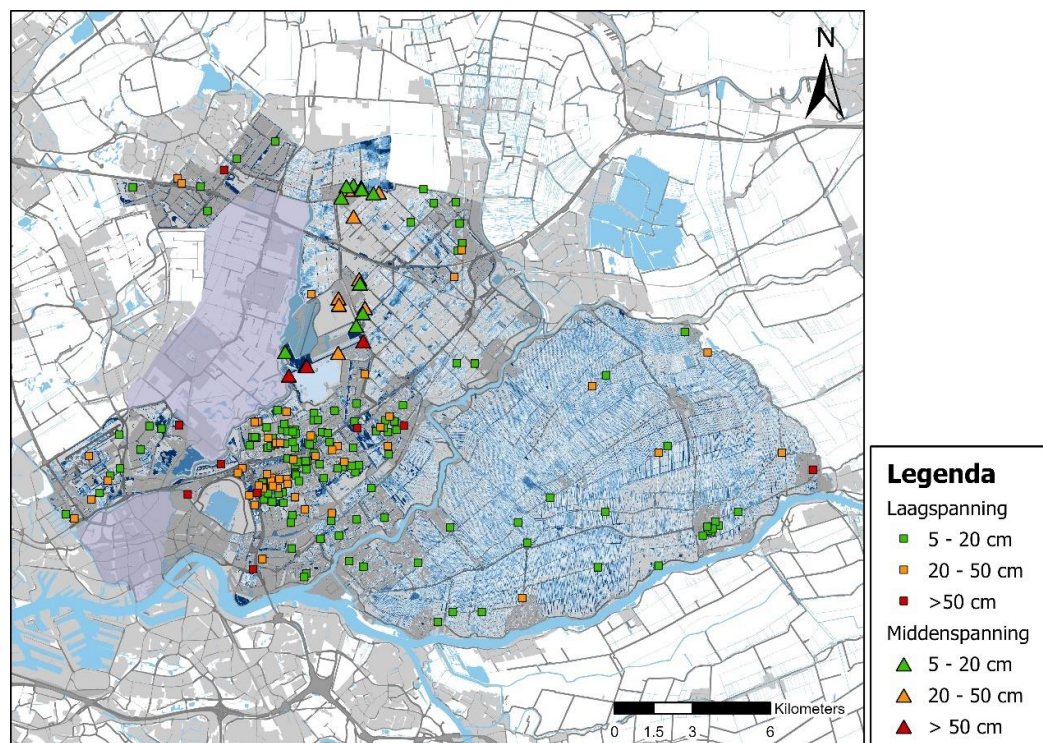 N
Kilometers
0 1.5 3 6
Legenda
Laagspanning
5 - 20 cm
20 - 50 cm
>50 cm
Middenspanning
5 - 20 cm
20 - 50 cm
> 50 cm